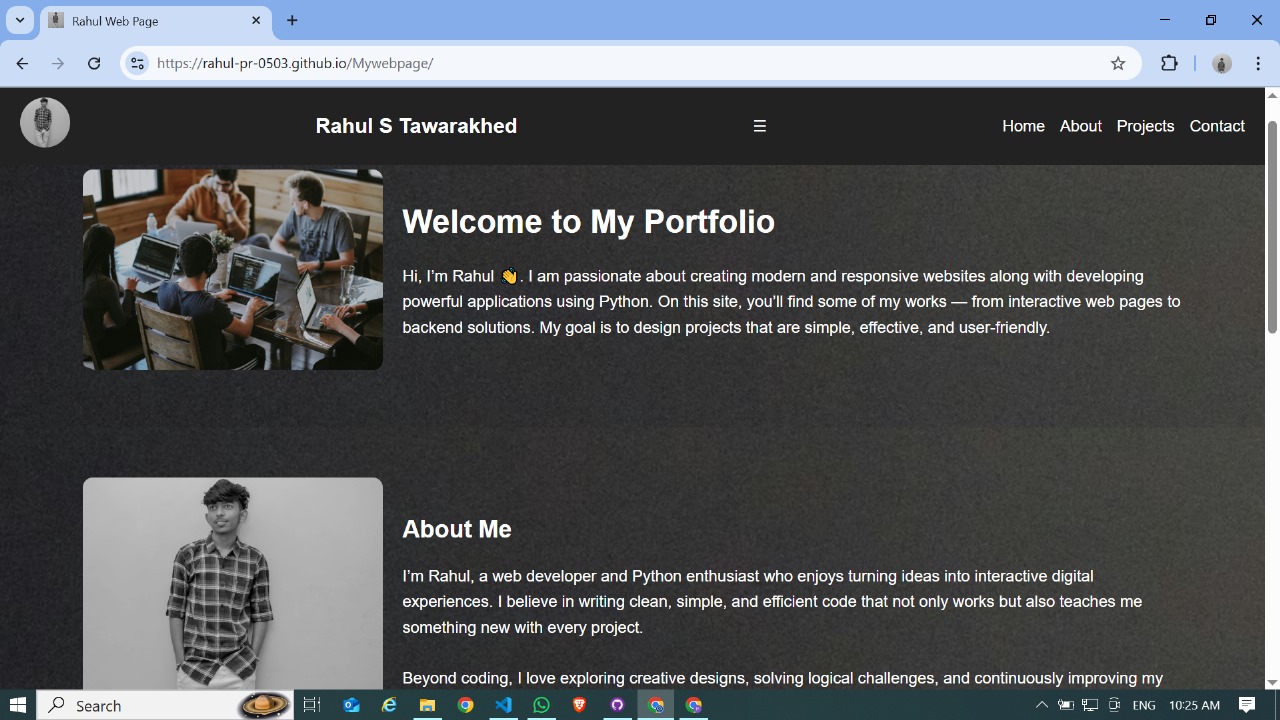 Rahul Web Page
https://rahul-pr-0503.github.io/Mywebpage/
Rahul S Tawarakhed
☰
Home About Projects Contact
Welcome to My Portfolio
Hi, I’m Rahul 👋. I am passionate about creating modern and responsive websites along with developing
powerful applications using Python. On this site, you’ll find some of my works — from interactive web pages to
backend solutions. My goal is to design projects that are simple, effective, and user-friendly.
About Me
I’m Rahul, a web developer and Python enthusiast who enjoys turning ideas into interactive digital
experiences. I believe in writing clean, simple, and efficient code that not only works but also teaches me
something new with every project.
Beyond coding, I love exploring creative designs, solving logical challenges, and continuously improving my
Search
ENG 10:25 AM